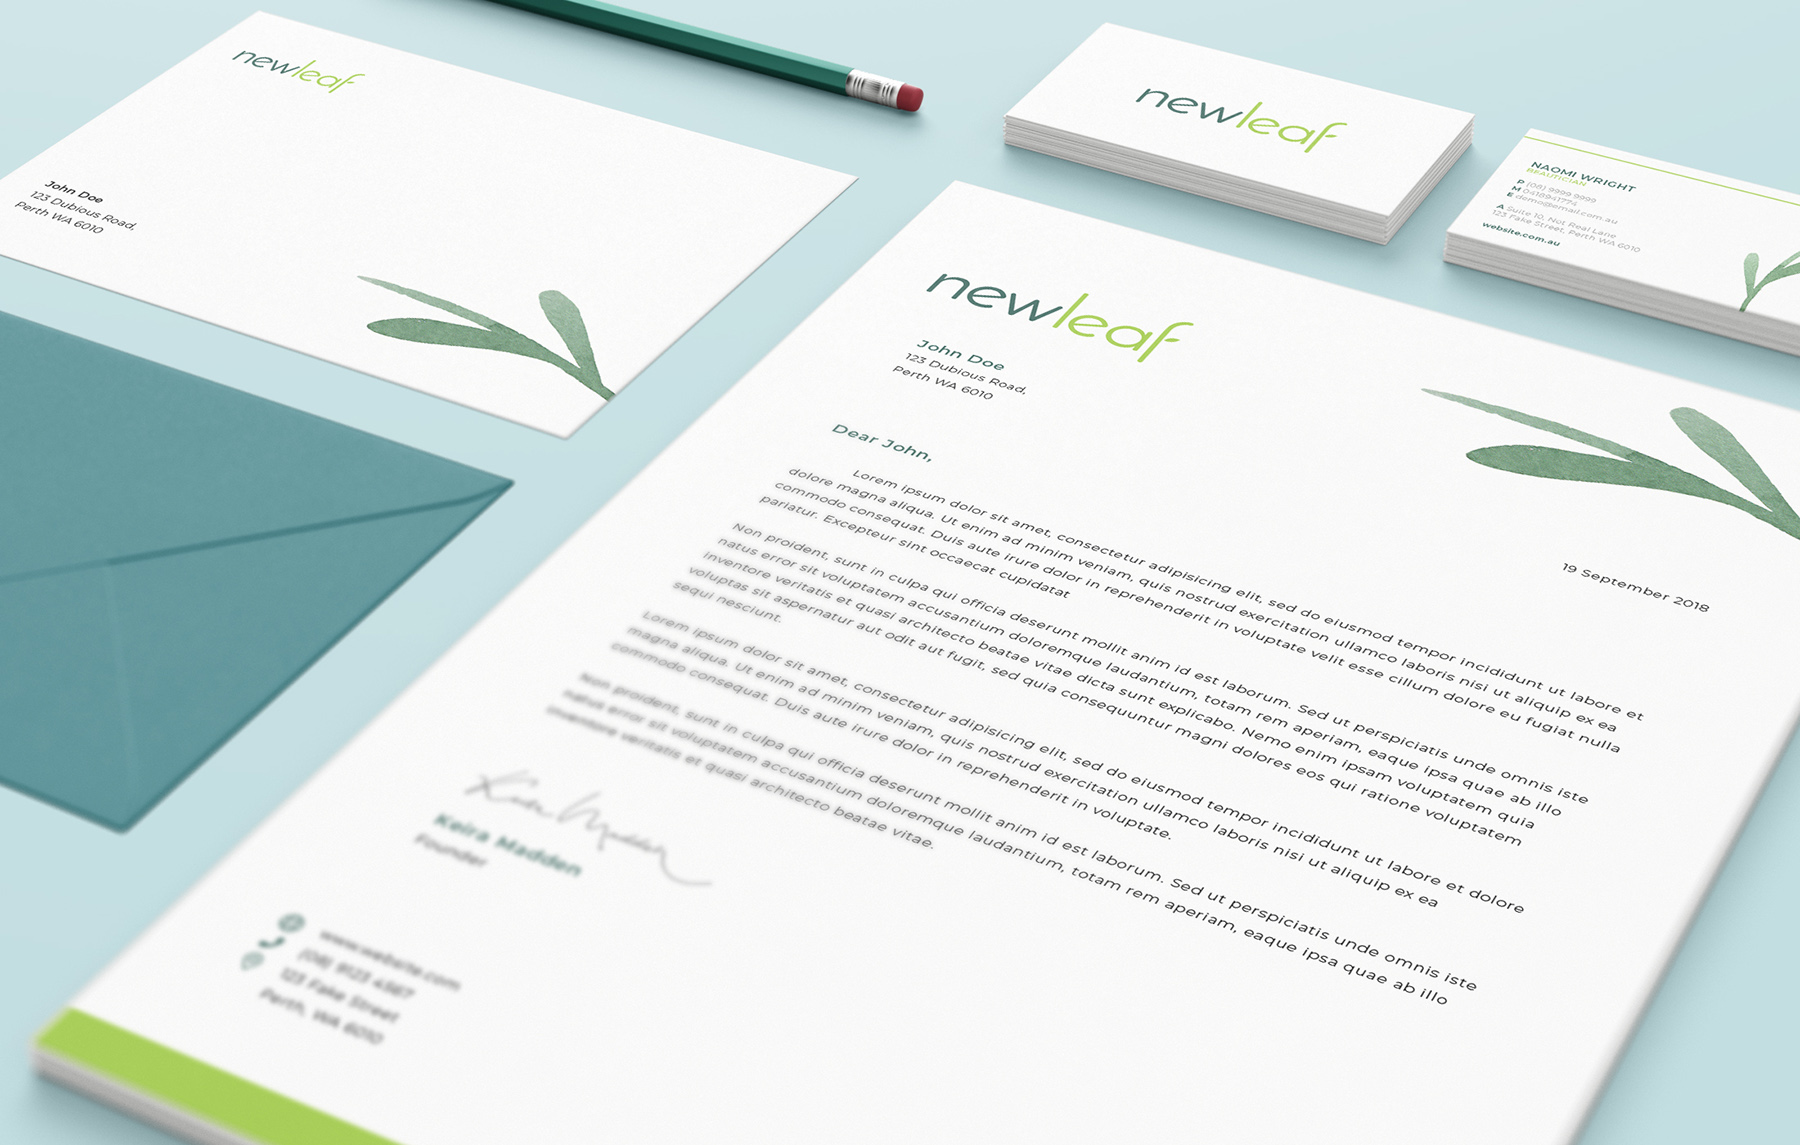 newleaf
John Doe
123 Dubious Road,
Perth WA 6010
newleaf
NAOMI WRIGHT
BEAUTICIAN
P (08) 9999 9999
M 0418941774
E demo@email.com.au
A Suite 10, Not Real Lane
123 Fake Street, Perth WA 6010
website.com.au
newleaf
John Doe
123 Dubious Road,
Perth WA 6010
19 September 2018
Dear John,
Lorem ipsum dolor sit amet, consectetur adipisicing elit, sed do eiusmod tempor incididunt ut labore et
dolore magna aliqua. Ut enim ad minim veniam, quis nostrud exercitation ullamco laboris nisi ut aliquip ex ea
commodo consequat. Duis aute irure dolor in reprehenderit in voluptate velit esse cillum dolore eu fugiat nulla
pariatur. Excepteur sint occaecat cupidatat
Non proident, sunt in culpa qui officia deserunt mollit anim id est laborum. Sed ut perspiciatis unde omnis iste
natus error sit voluptatem accusantium doloremque laudantium, totam rem aperiam, eaque ipsa quae ab illo
inventore veritatis et quasi architecto beatae vitae dicta sunt explicabo. Nemo enim ipsam voluptatem quia
voluptas sit aspernatur aut odit aut fugit, sed quia consequuntur magni dolores eos qui ratione voluptatem
sequi nesciunt.
Lorem ipsum dolor sit amet, consectetur adipisicing elit, sed do eiusmod tempor incididunt ut labore et dolore
magna aliqua. Ut enim ad minim veniam, quis nostrud exercitation ullamco laboris nisi ut aliquip ex ea
commodo consequat. Duis aute irure dolor in reprehenderit in voluptate.
Non proident, sunt in culpa qui officia deserunt mollit anim id est laborum. Sed ut perspiciatis unde omnis iste
natus error sit voluptatem accusantium doloremque laudantium, totam rem aperiam, eaque ipsa quae ab illo
inventore veritatis et quasi architecto beatae vitae.
Keira Madden
Keira Madden
Founder
www.website.com
(08) 9123 4567
123 Fake Street
Perth, WA 6010